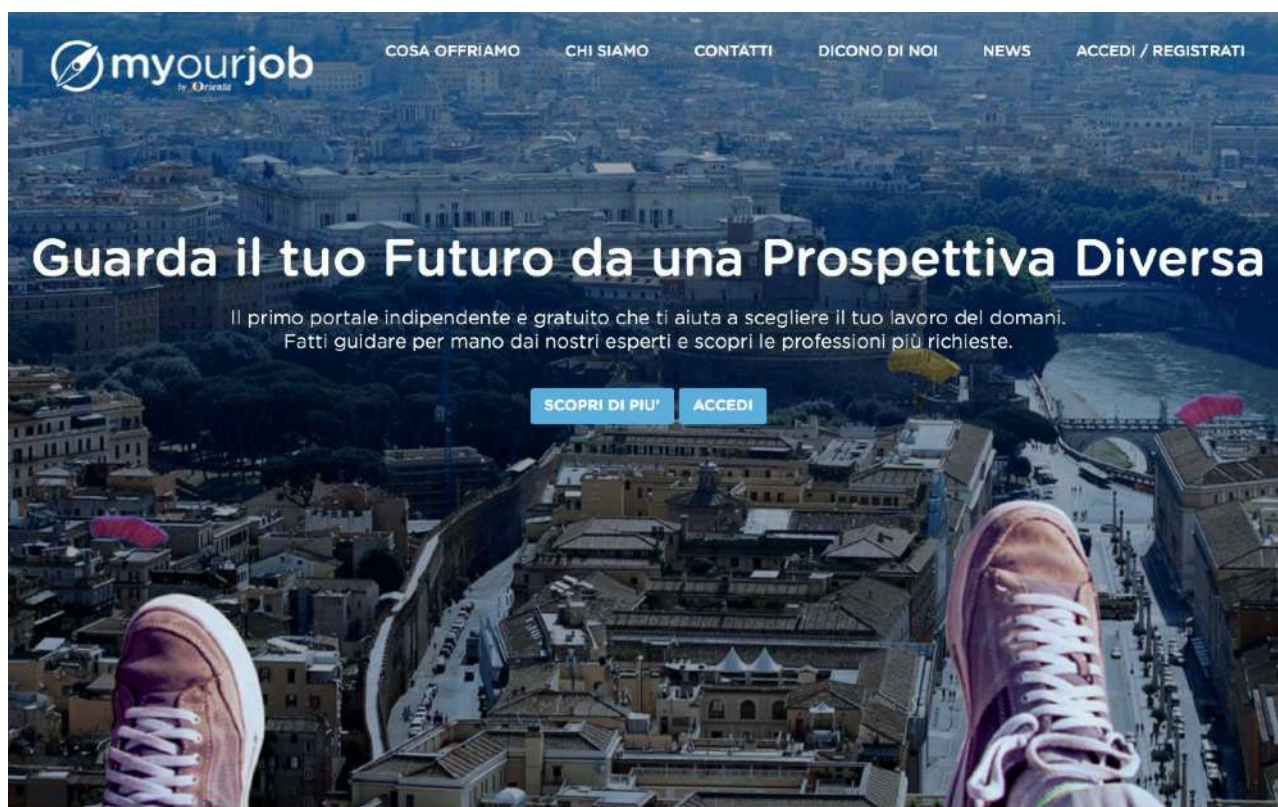 myourjob
by Orienta
COSA OFFRIAMO
CHI SIAMO
CONTATTI
DICONO DI NOI
NEWS
ACCEDI / REGISTRATI
Guarda il tuo Futuro da una Prospettiva Diversa
Il primo portale indipendente e gratuito che ti aiuta a scegliere il tuo lavoro del domani.
Fatti guidare per mano dai nostri esperti e scopri le professioni più richieste.
SCOPRI DI PIU'
ACCEDI